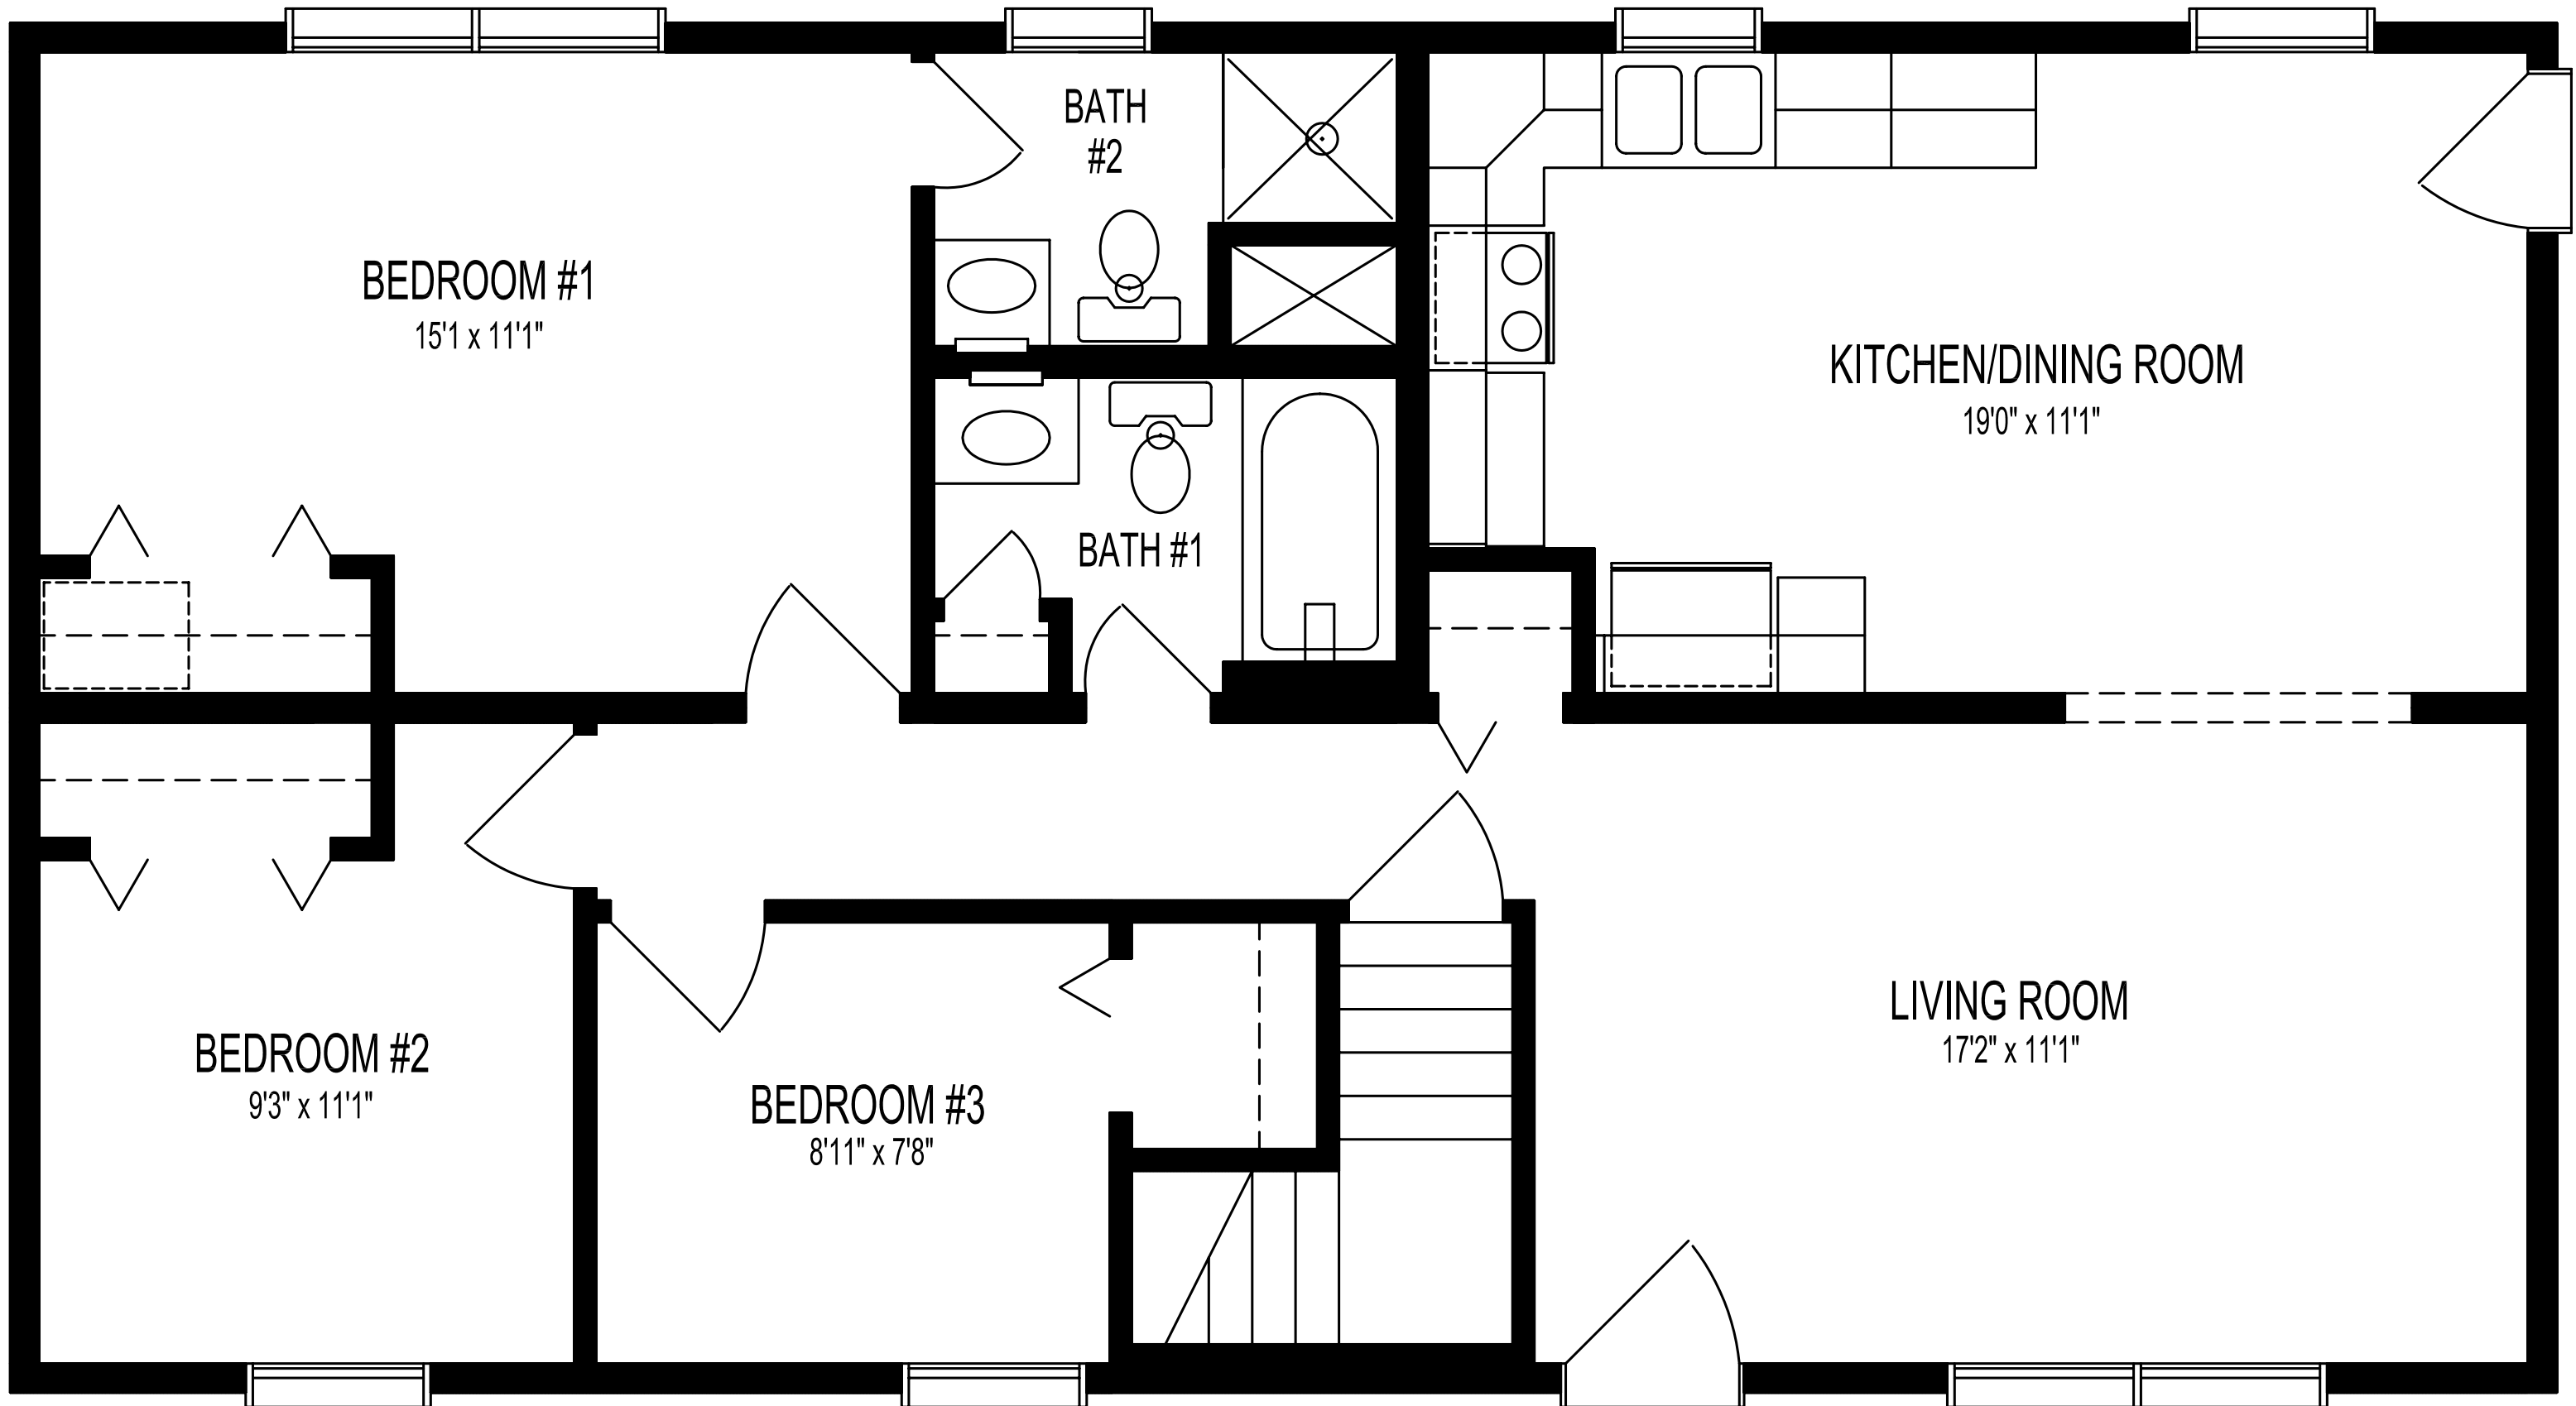 BATH
#2
BEDROOM #1
15'1 x 11'1"
KITCHEN/DINING ROOM
19'0" x 11'1"
BATH #1
LIVING ROOM
17'2" x 11'1"
BEDROOM #2
9'3" x 11'1"
BEDROOM #3
8'11" x 7'8"